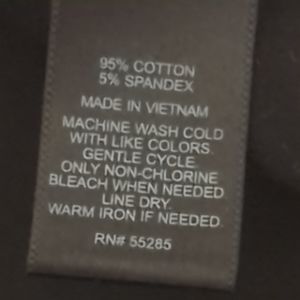 95% COTTON
5% SPANDEX
MADE IN VIETNAM
MACHINE WASH COLD
WITH LIKE COLORS.
GENTLE CYCLE.
ONLY NON-CHLORINE
BLEACH WHEN NEEDED.
LINE DRY.
WARM IRON IF NEEDED.
RN# 55285